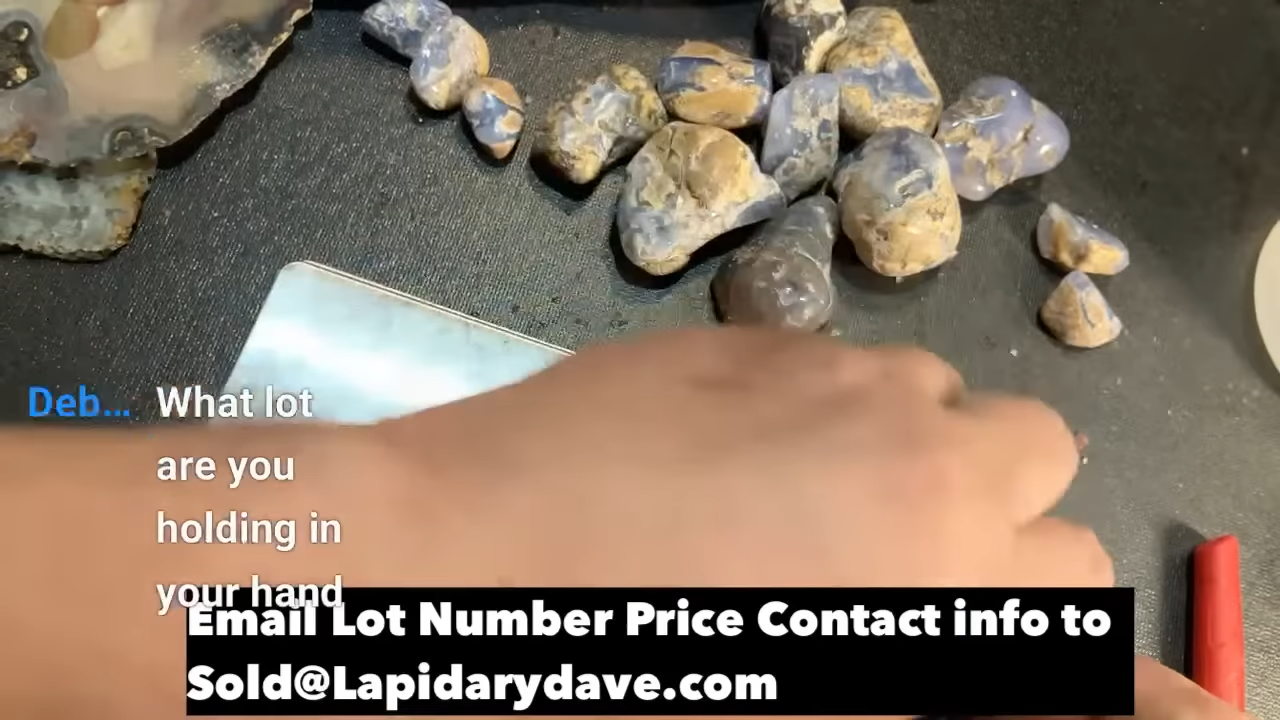 Deb... What lot
are you
holding in
your hand
Email Lot Number Price Contact info to
Sold@Lapidarydave.com